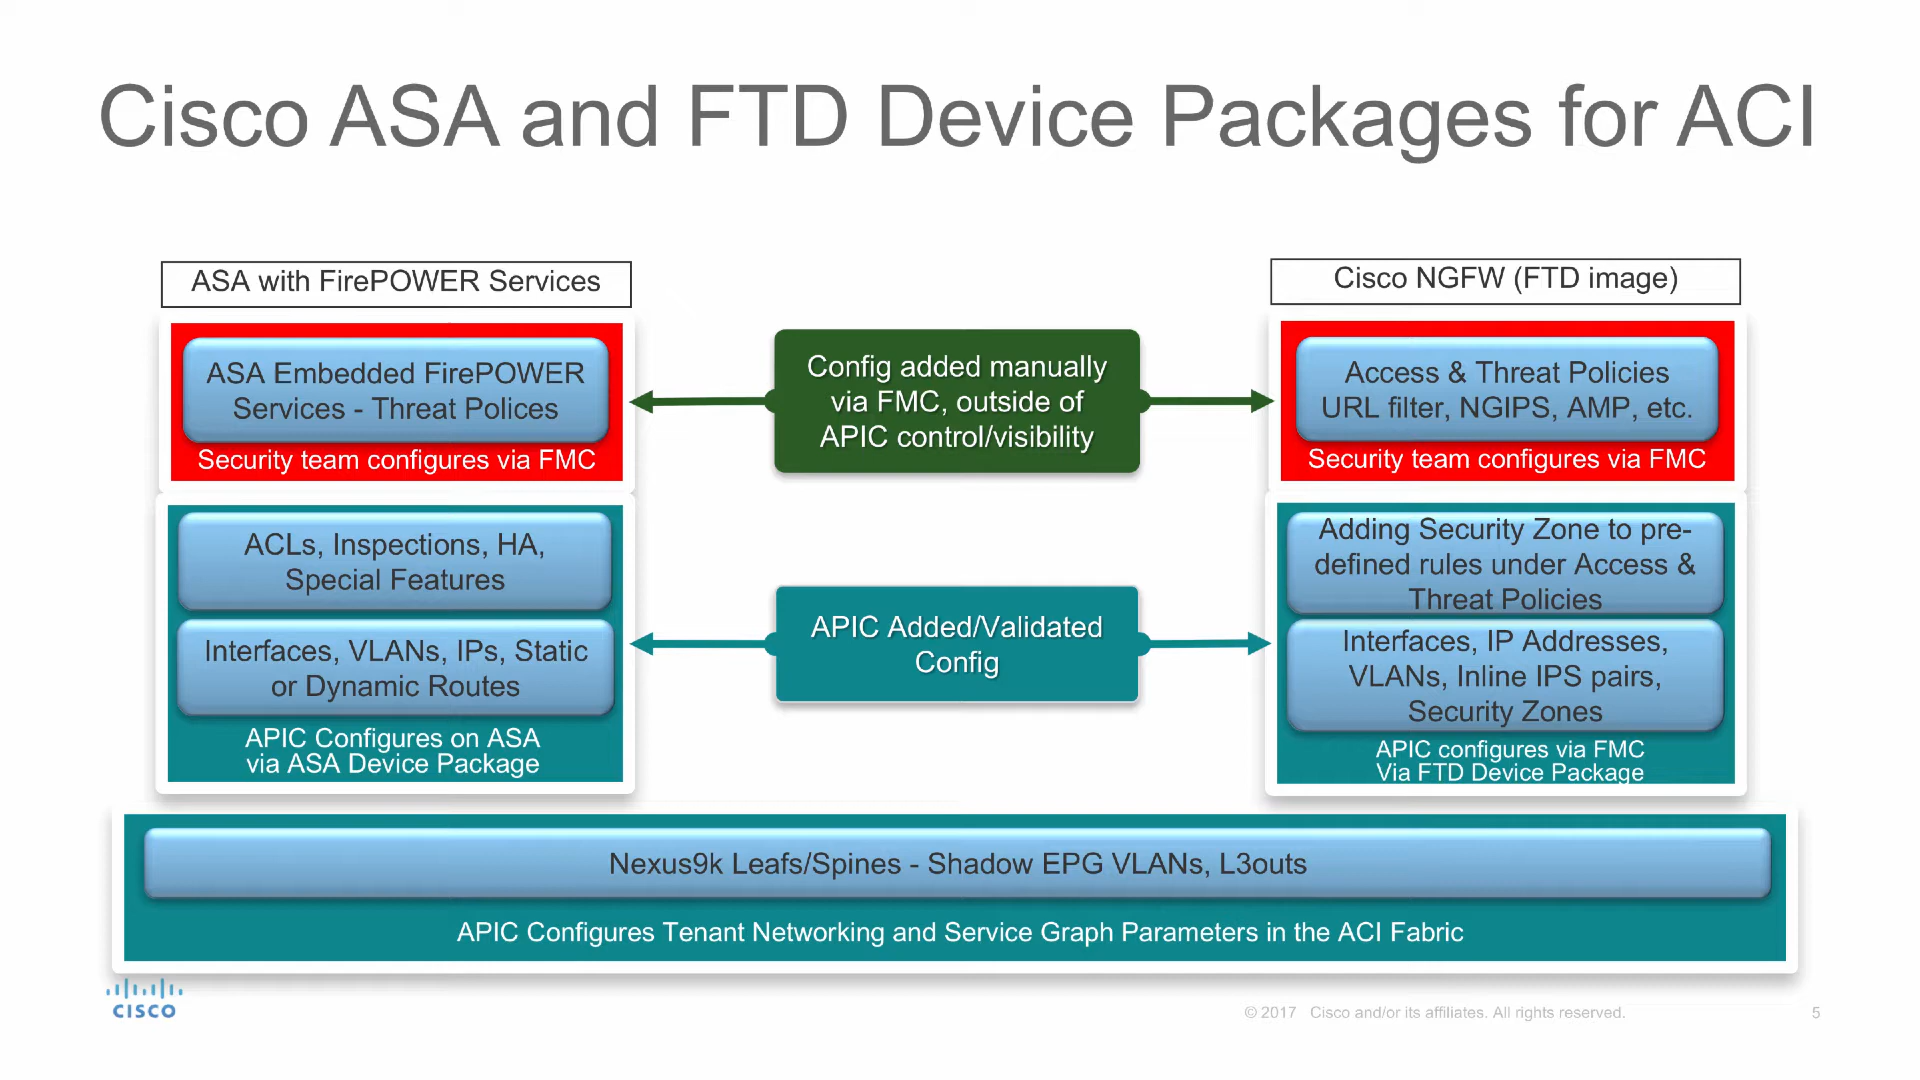 Cisco ASA and FTD Device Packages for ACI
ASA with FirePOWER Services
ASA Embedded FirePOWER
Services - Threat Polices
Security team configures via FMC
ACLs, Inspections, HA,
Special Features
Interfaces, VLANs, IPs, Static
or Dynamic Routes
APIC Configures on ASA
via ASA Device Package
Config added manually
via FMC, outside of
APIC control/visibility
APIC Added/Validated
Config
Cisco NGFW (FTD image)
Access & Threat Policies
URL filter, NGIPS, AMP, etc.
Security team configures via FMC
Adding Security Zone to pre-
defined rules under Access &
Threat Policies
Interfaces, IP Addresses,
VLANs, Inline IPS pairs,
Security Zones
APIC configures via FMC
Via FTD Device Package
Nexus9k Leafs/Spines - Shadow EPG VLANs, L3outs
APIC Configures Tenant Networking and Service Graph Parameters in the ACI Fabric
CISCO
© 2017 Cisco and/or its affiliates. All rights reserved.
5